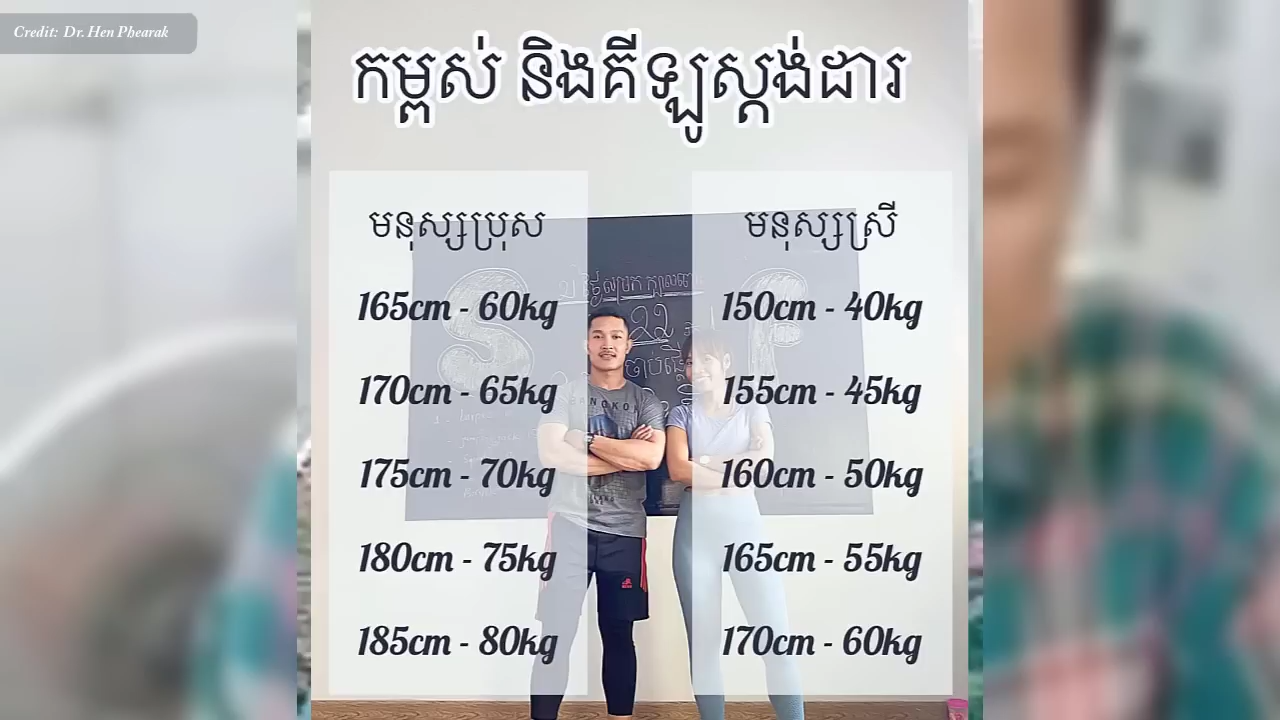 Credit: Dr. Hen Phearak
កម្ពស់ និងគីឡូស្តង់ដារ
មនុស្សប្រុស
165cm - 60kg
170cm - 65kg
175cm - 70kg
180cm - 75kg
185cm - 80kg
មនុស្សស្រី
150cm - 40kg
155cm - 45kg
160cm - 50kg
165cm - 55kg
170cm - 60kg
22
BANGKOK